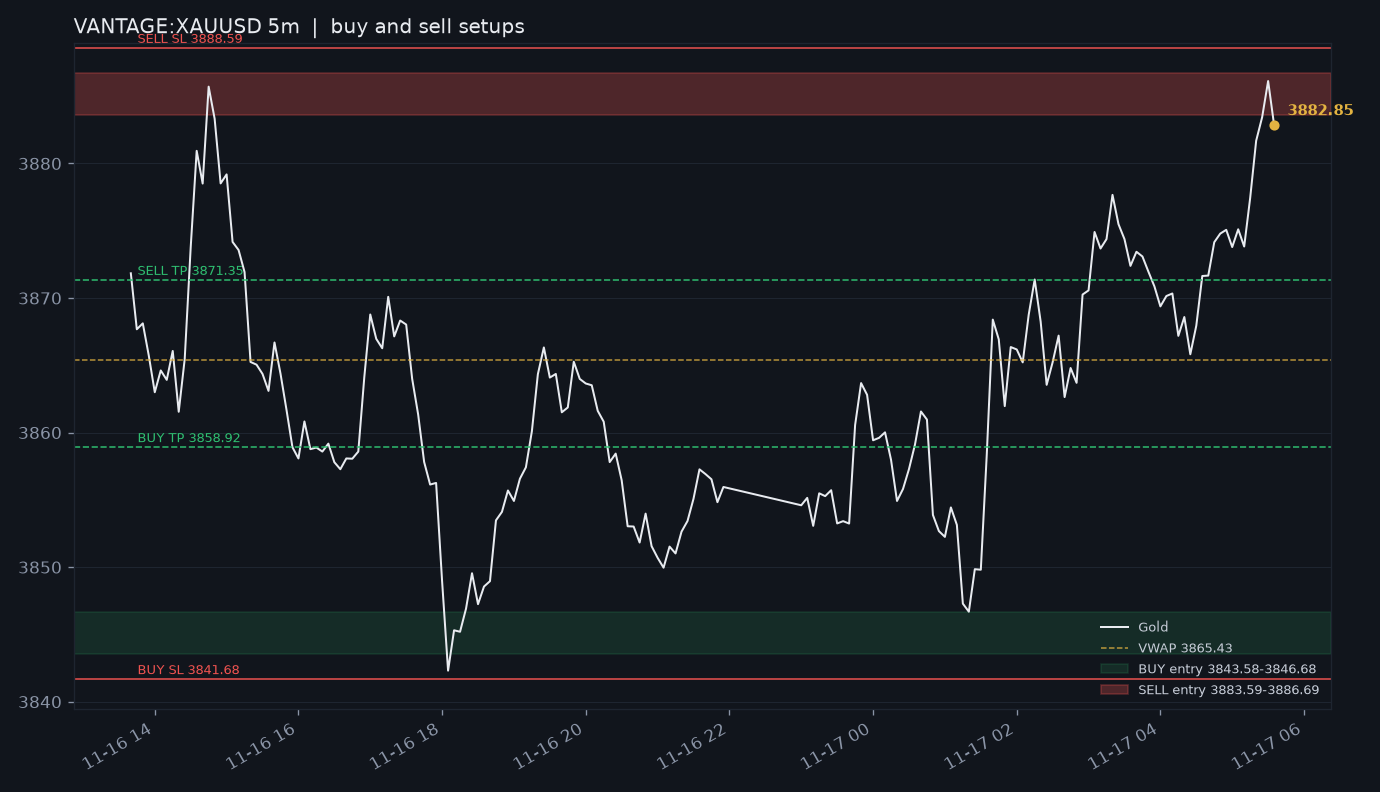 VANTAGE:XAUUSD 5m | buy and sell setups
SELL SL 3888.59
3882.85
3880
SELL TP 3871.35
3870
3860
BUY TP 3858.92
3850
Gold
VWAP 3865.43
BUY entry 3843.58-3846.68
SELL entry 3883.59-3886.69
BUY SL 3841.68
3840
11-16 14
11-16 16
11-16 18
11-16 20
11-16 22
11-17 00
11-17 02
11-17 04
11-17 06